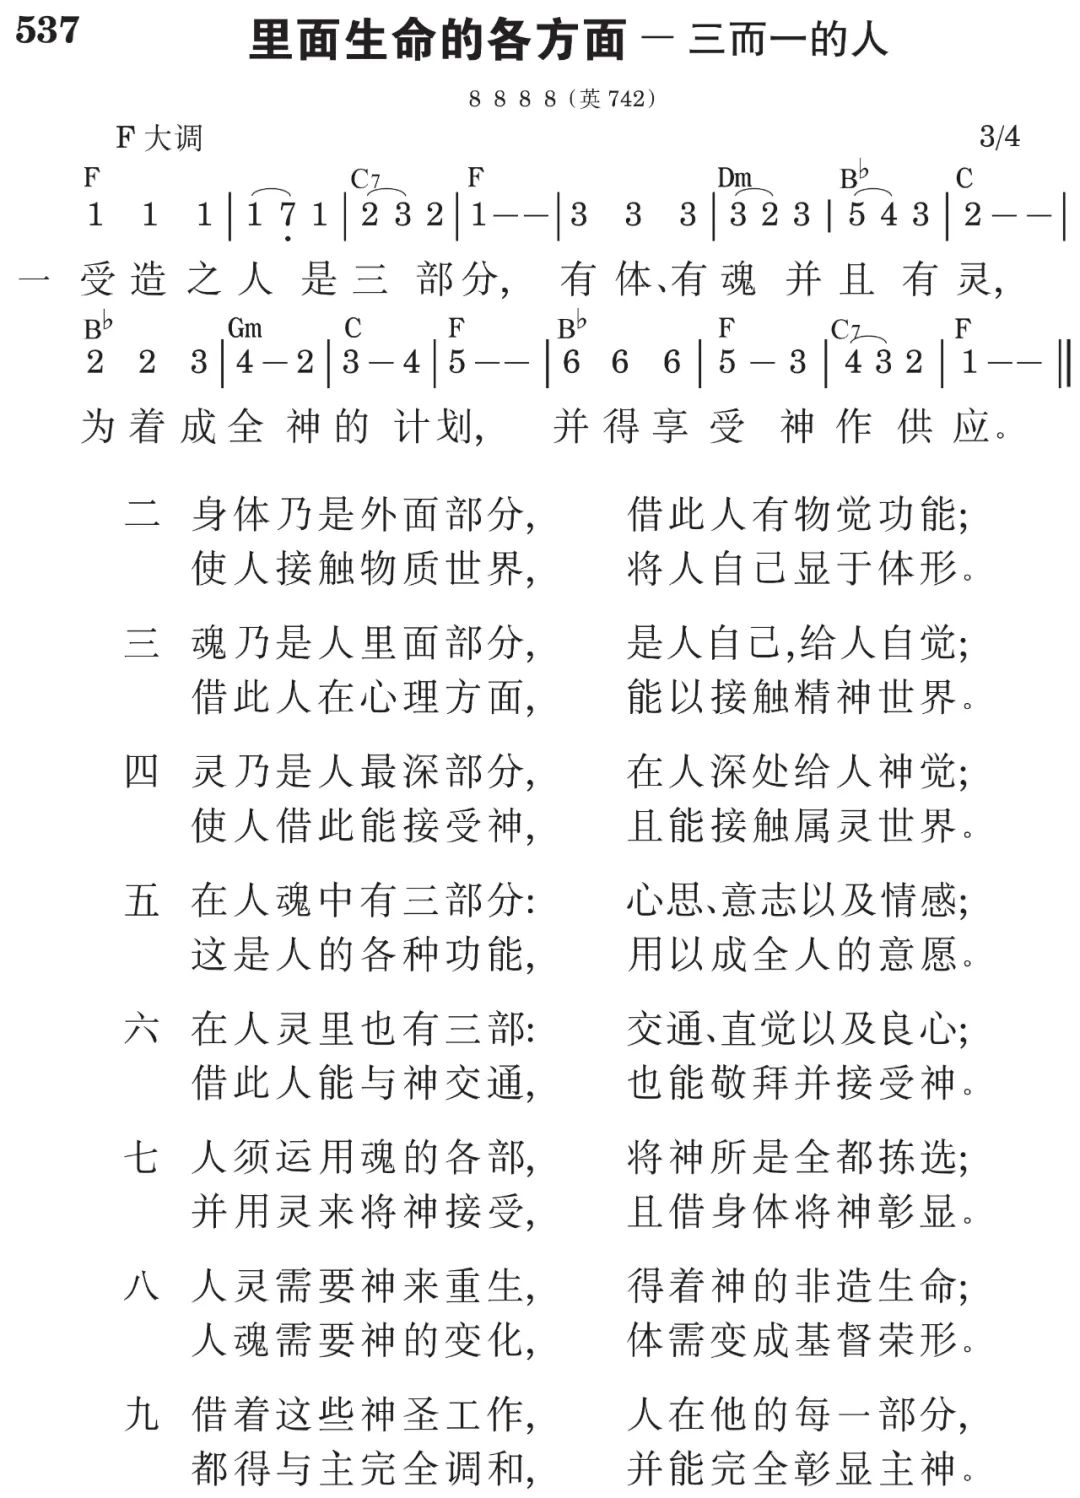 537 里面生命的各方面 — 三而一的人
8 8 8 8 (英 742)
F 大调 3/4
F C7 F Dm B♭ C
1 1 1 | 1 7̣ 1 | 2 3 2 | 1 — — | 3 3 3 | 3 2 3 | 5 4 3 | 2 — — |
一 受造之人是三部分, 有体、有魂并且有灵,
B♭ Gm C F B♭ F C7 F
2 2 3 | 4 — 2 | 3 — 4 | 5 — — | 6 6 6 | 5 — 3 | 4 3 2 | 1 — — ‖
为着成全神的计划, 并得享受神作供应。
二 身体乃是外面部分, 借此人有物觉功能;
使人接触物质世界, 将人自己显于体形。
三 魂乃是人里面部分, 是人自己,给人自觉;
借此人在心理方面, 能以接触精神世界。
四 灵乃是人最深部分, 在人深处给人神觉;
使人借此能接受神, 且能接触属灵世界。
五 在人魂中有三部分: 心思、意志以及情感;
这是人的各种功能, 用以成全人的意愿。
六 在人灵里也有三部: 交通、直觉以及良心;
借此人能与神交通, 也能敬拜并接受神。
七 人须运用魂的各部, 将神所是全都拣选;
并用灵来将神接受, 且借身体将神彰显。
八 人灵需要神来重生, 得着神的非造生命;
人魂需要神的变化, 体需变成基督荣形。
九 借着这些神圣工作, 人在他的每一部分,
都得与主完全调和, 并能完全彰显主神。